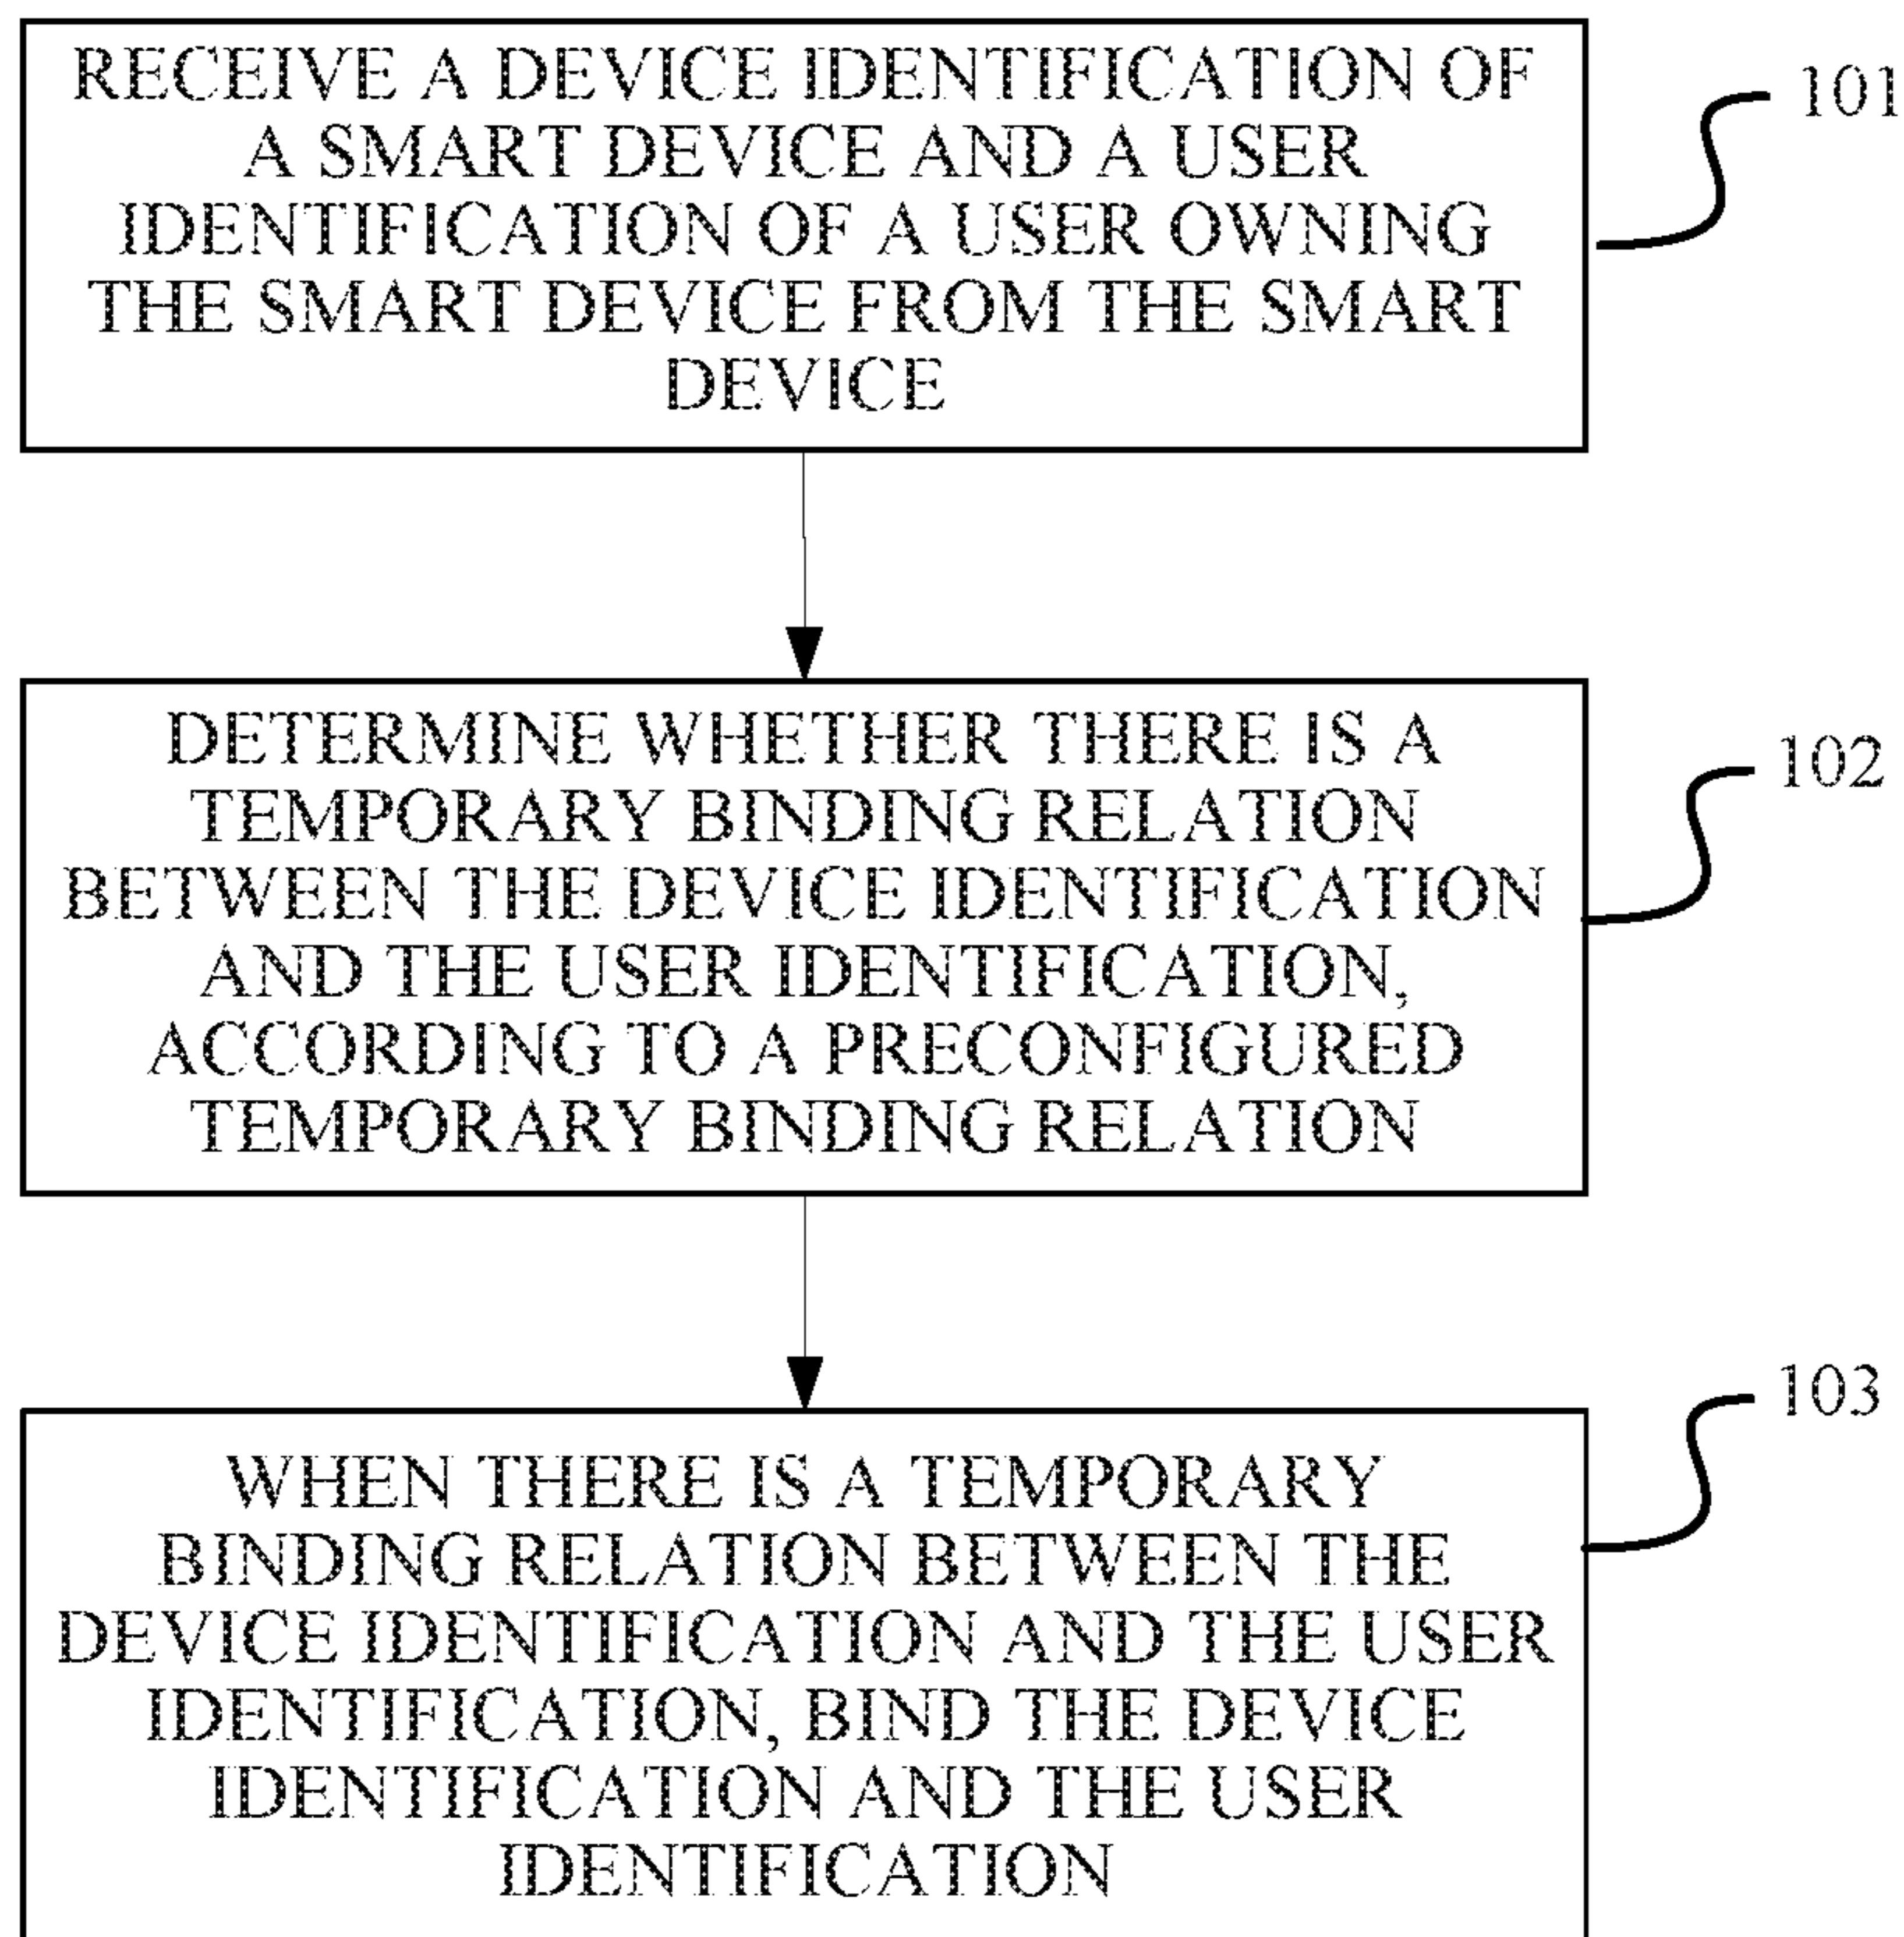 RECEIVE A DEVICE IDENTIFICATION OF
A SMART DEVICE AND A USER
IDENTIFICATION OF A USER OWNING
THE SMART DEVICE FROM THE SMART
DEVICE
101
DETERMINE WHETHER THERE IS A
TEMPORARY BINDING RELATION
BETWEEN THE DEVICE IDENTIFICATION
AND THE USER IDENTIFICATION,
ACCORDING TO A PRECONFIGURED
TEMPORARY BINDING RELATION
102
WHEN THERE IS A TEMPORARY
BINDING RELATION BETWEEN THE
DEVICE IDENTIFICATION AND THE USER
IDENTIFICATION, BIND THE DEVICE
IDENTIFICATION AND THE USER
IDENTIFICATION
103